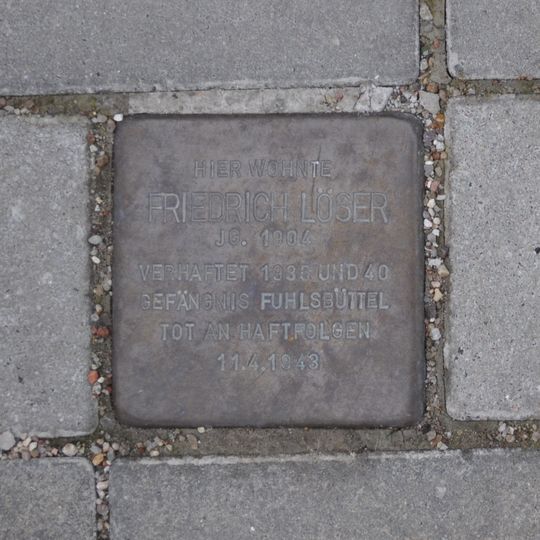 HIER WOHNTE
FRIEDRICH LÖSER
JG. 1904
VERHAFTET 1935 UND 40
GEFÄNGNIS FUHLSBÜTTEL
TOT AN HAFTFOLGEN
11.4.1943